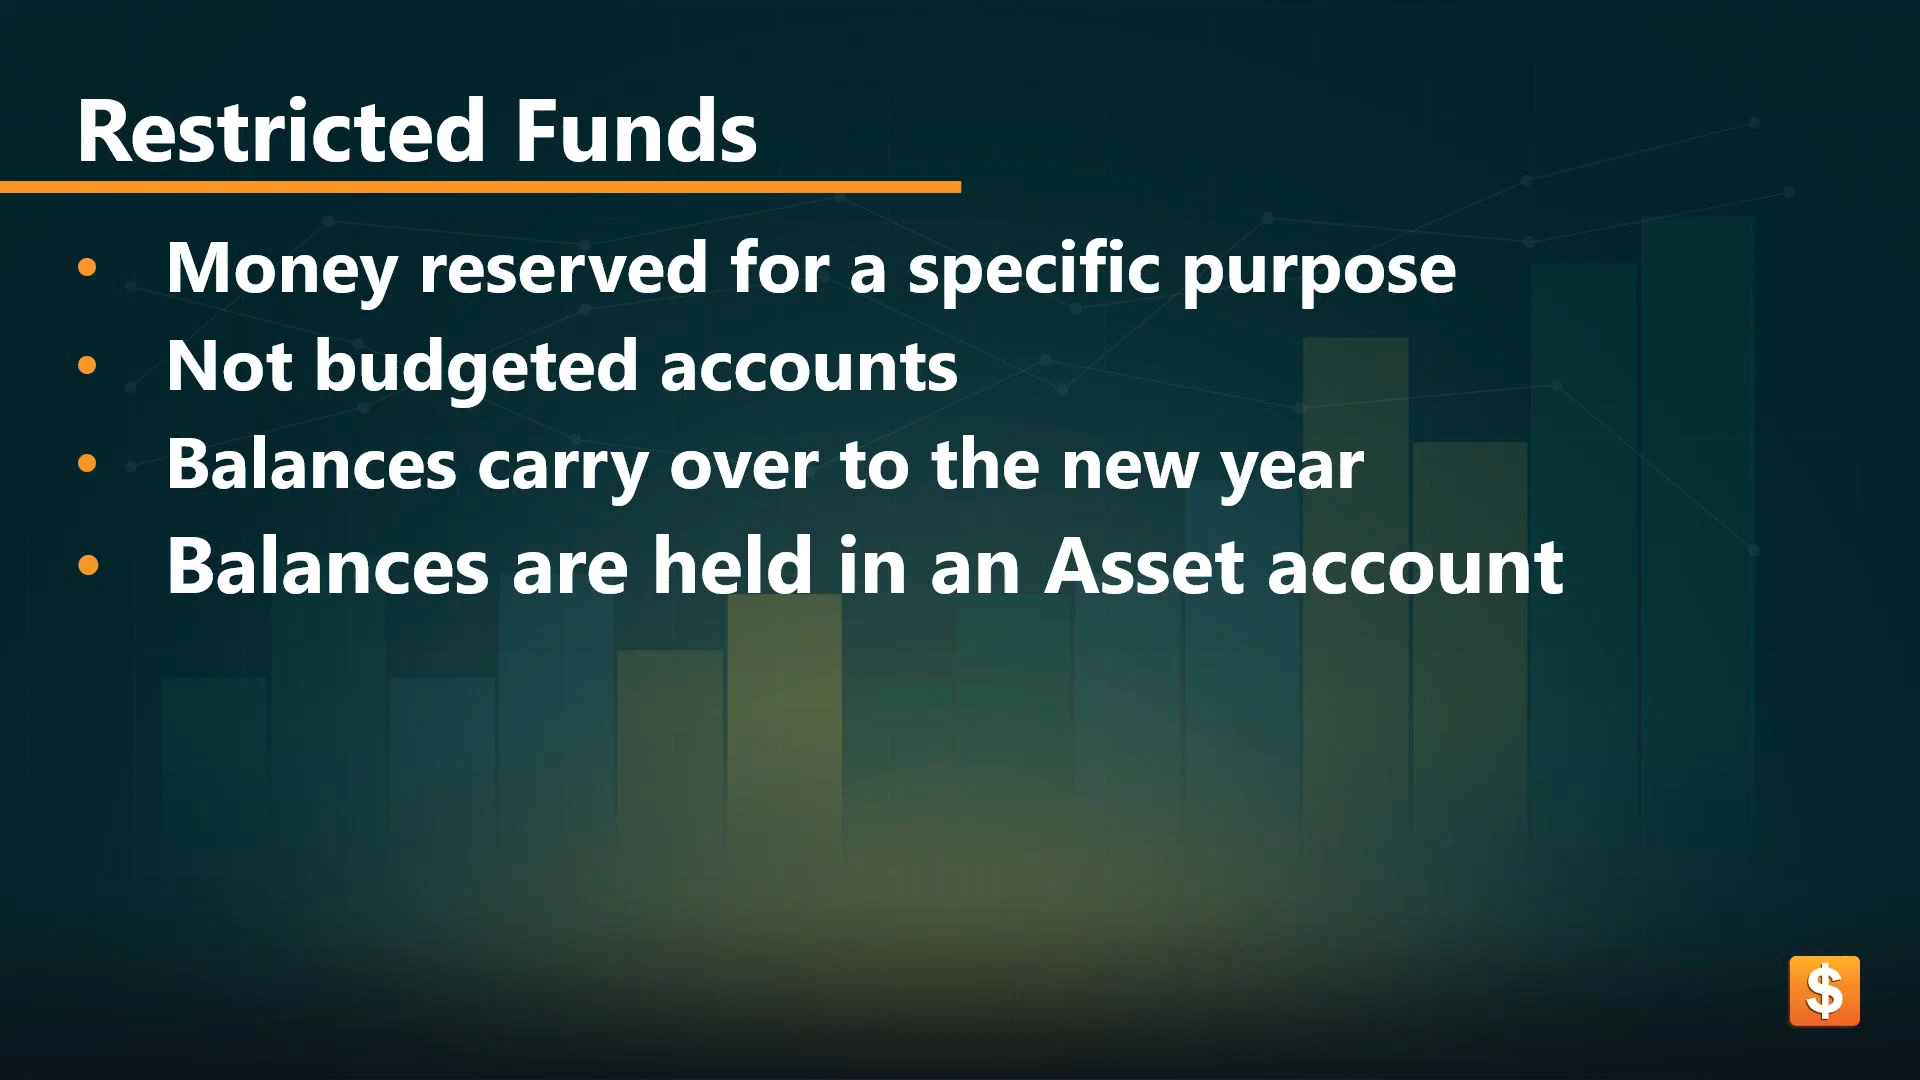 Restricted Funds
• Money reserved for a specific purpose
• Not budgeted accounts
• Balances carry over to the new year
• Balances are held in an Asset account
$